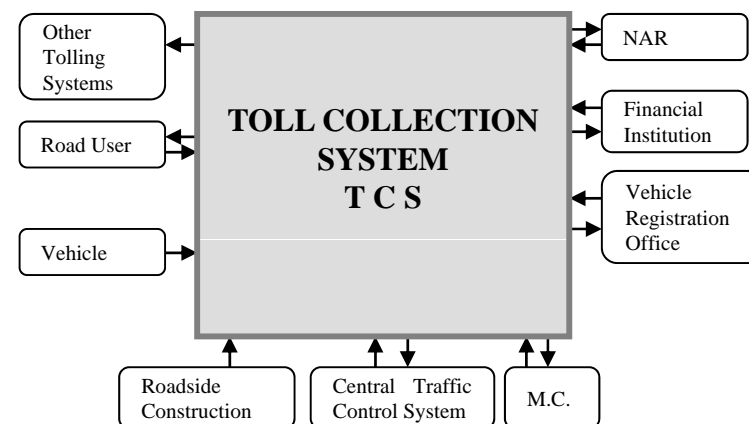 Other
Tolling
Systems
Road User
Vehicle
TOLL COLLECTION
SYSTEM
T C S
NAR
Financial
Institution
Vehicle
Registration
Office
Roadside
Construction
Central Traffic
Control System
M.C.